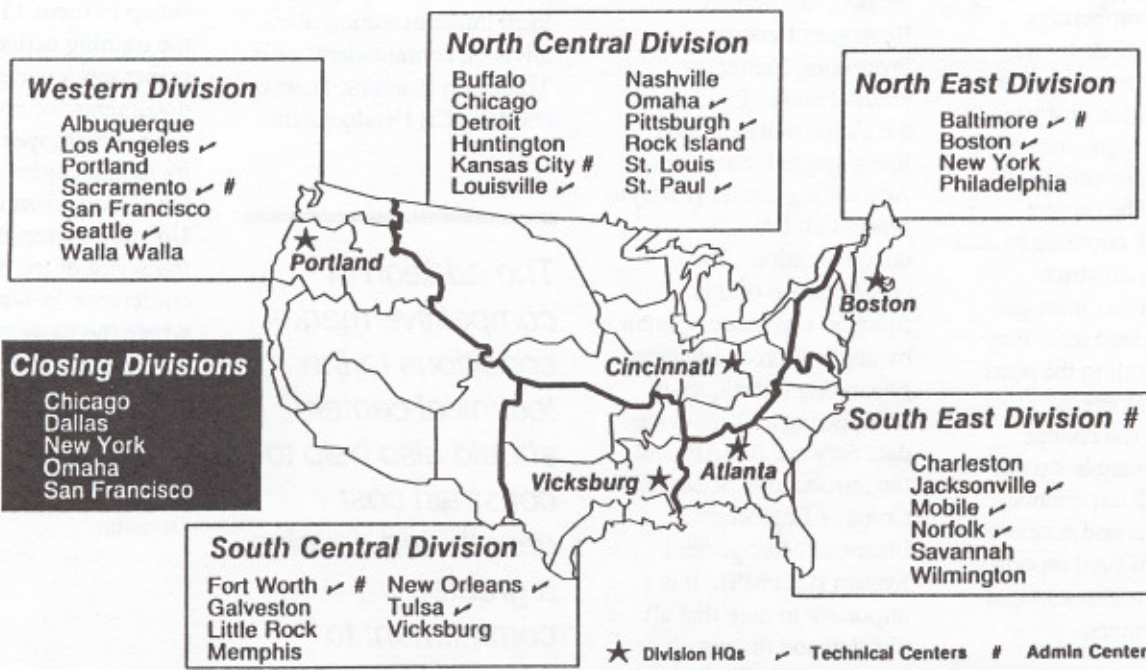 North Central Division
Buffalo
Chicago
Detroit
Huntington
Kansas City #
Louisville ✓
Nashville
Omaha ✓
Pittsburgh ✓
Rock Island
St. Louis
St. Paul ✓
Western Division
Albuquerque
Los Angeles ✓
Portland
Sacramento ✓ #
San Francisco
Seattle ✓
Walla Walla
North East Division
Baltimore ✓ #
Boston ✓
New York
Philadelphia
★ Portland
★ Boston
Cincinnati ★
★ Atlanta
Vicksburg ★
Closing Divisions
Chicago
Dallas
New York
Omaha
San Francisco
South East Division #
Charleston
Jacksonville ✓
Mobile ✓
Norfolk ✓
Savannah
Wilmington
South Central Division
Fort Worth ✓ #
Galveston
Little Rock
Memphis
New Orleans ✓
Tulsa ✓
Vicksburg
★ Division HQs ✓ Technical Centers # Admin Center